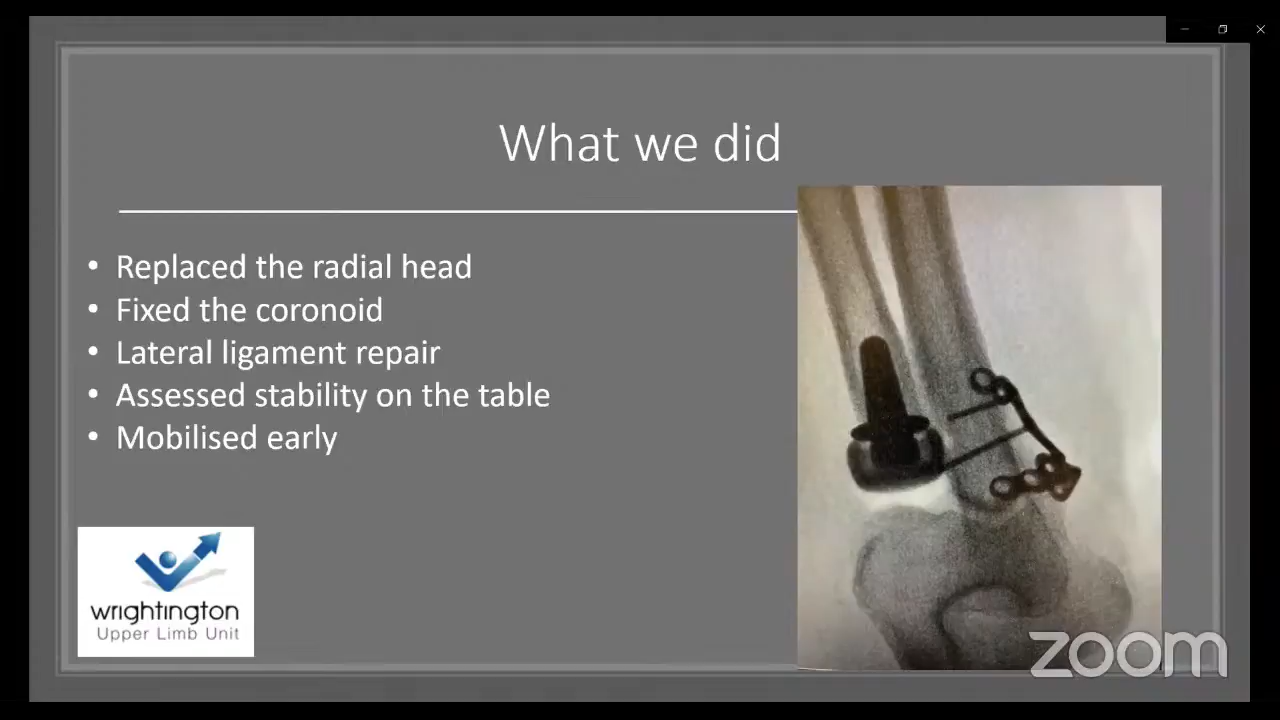 What we did
• Replaced the radial head
• Fixed the coronoid
• Lateral ligament repair
• Assessed stability on the table
• Mobilised early
wrightington
Upper Limb Unit
zoom